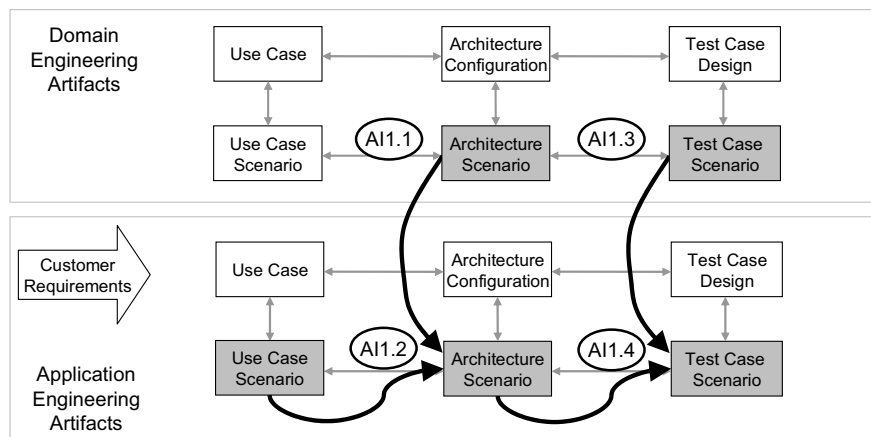 Domain
Engineering
Artifacts
Use Case
Architecture
Configuration
Test Case
Design
Use Case
Scenario
AI1.1
Architecture
Scenario
AI1.3
Test Case
Scenario
Customer
Requirements
Use Case
Architecture
Configuration
Test Case
Design
Application
Engineering
Artifacts
Use Case
Scenario
AI1.2
Architecture
Scenario
AI1.4
Test Case
Scenario